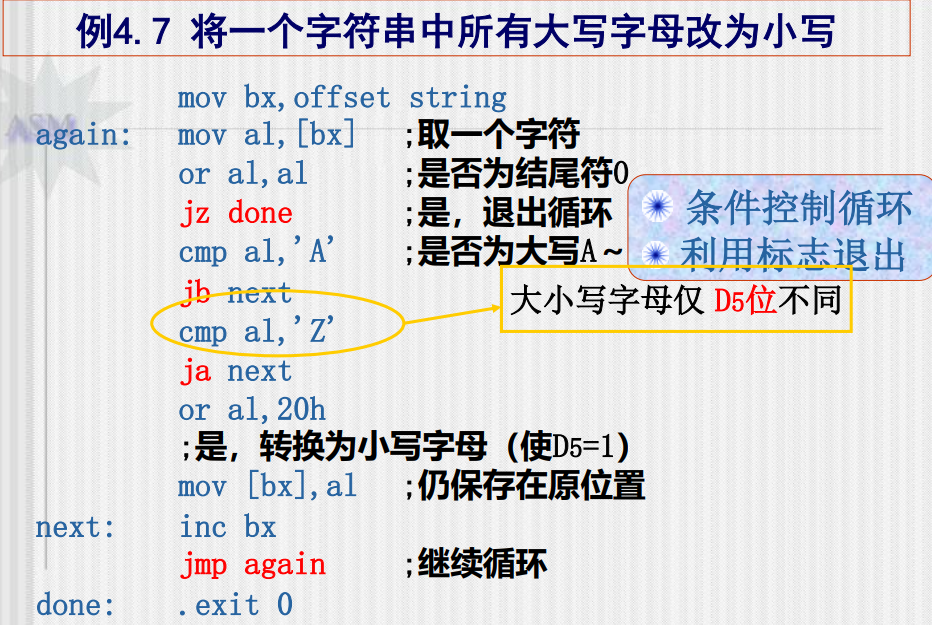 例4.7 将一个字符串中所有大写字母改为小写
mov bx,offset string
again: mov al,[bx] ;取一个字符
or al,al ;是否为结尾符0
jz done ;是，退出循环
cmp al,'A' ;是否为大写A～
jb next
cmp al,'Z'
ja next
or al,20h
;是，转换为小写字母（使D5=1）
mov [bx],al ;仍保存在原位置
next: inc bx
jmp again ;继续循环
done: .exit 0
条件控制循环
利用标志退出
大小写字母仅 D5位不同
ASM